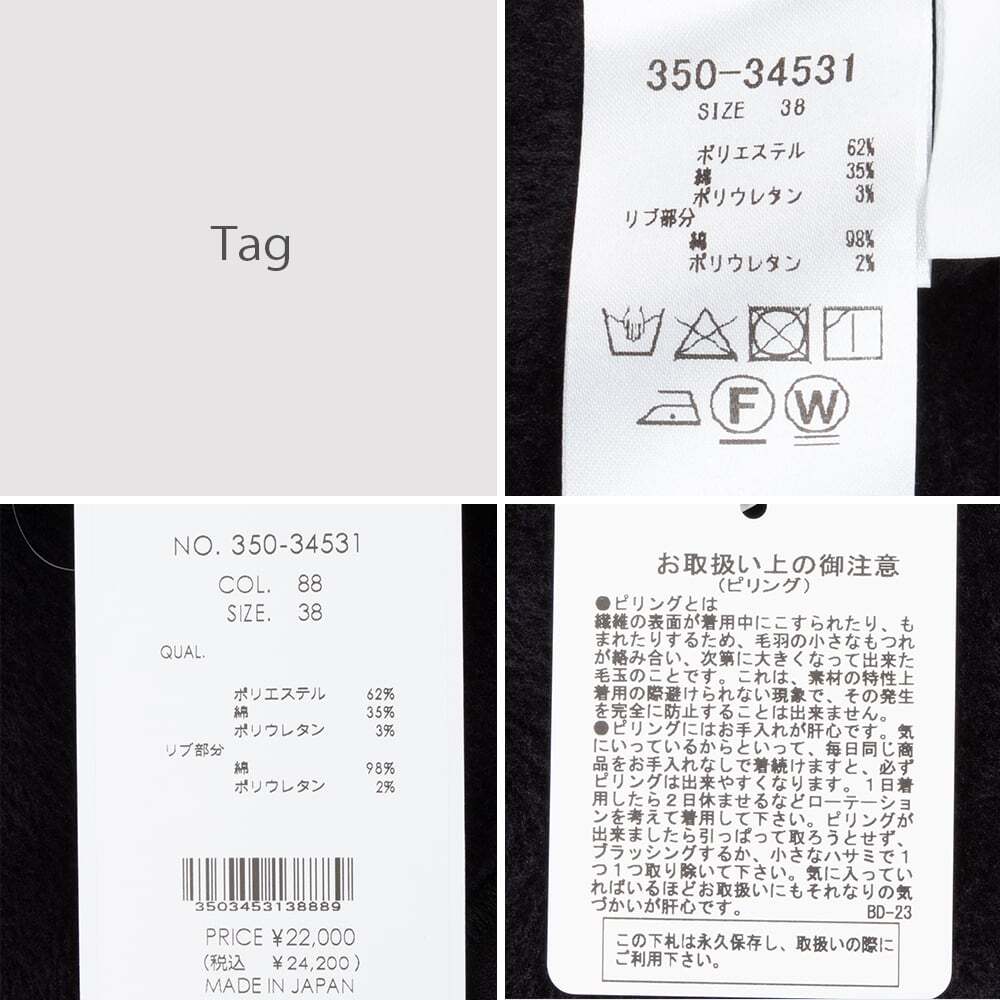 Tag
350-34531
SIZE 38
ポリエステル 62%
綿 35%
ポリウレタン 3%
リブ部分
綿 98%
ポリウレタン 2%
F W
NO. 350-34531
COL. 88
SIZE. 38
QUAL.
ポリエステル 62%
綿 35%
ポリウレタン 3%
リブ部分
綿 98%
ポリウレタン 2%
3503453138889
PRICE ¥22,000
(税込 ¥24,200)
MADE IN JAPAN
お取扱い上の御注意
(ピリング)
●ピリングとは
繊維の表面が着用中にこすられたり、も
まれたりするため、毛羽の小さなもつれ
が絡み合い、次第に大きくなって出来た
毛玉のことです。これは、素材の特性上
着用の際避けられない現象で、その発生
を完全に防止することは出来ません。
●ピリングにはお手入れが肝心です。気
にいっているからといって、毎日同じ商
品をお手入れなしで着続けますと、必ず
ピリングは出来やすくなります。1日着
用したら2日休ませるなどローテーショ
ンを考えて着用して下さい。ピリングが
出来ましたら引っぱって取ろうとせず、
ブラッシングするか、小さなハサミで1
つ1つ取り除いて下さい。気に入ってい
ればいるほどお取扱いにもそれなりの気
づかいが肝心です。
BD-23
この下札は永久保存し、取扱いの際に
ご利用下さい。